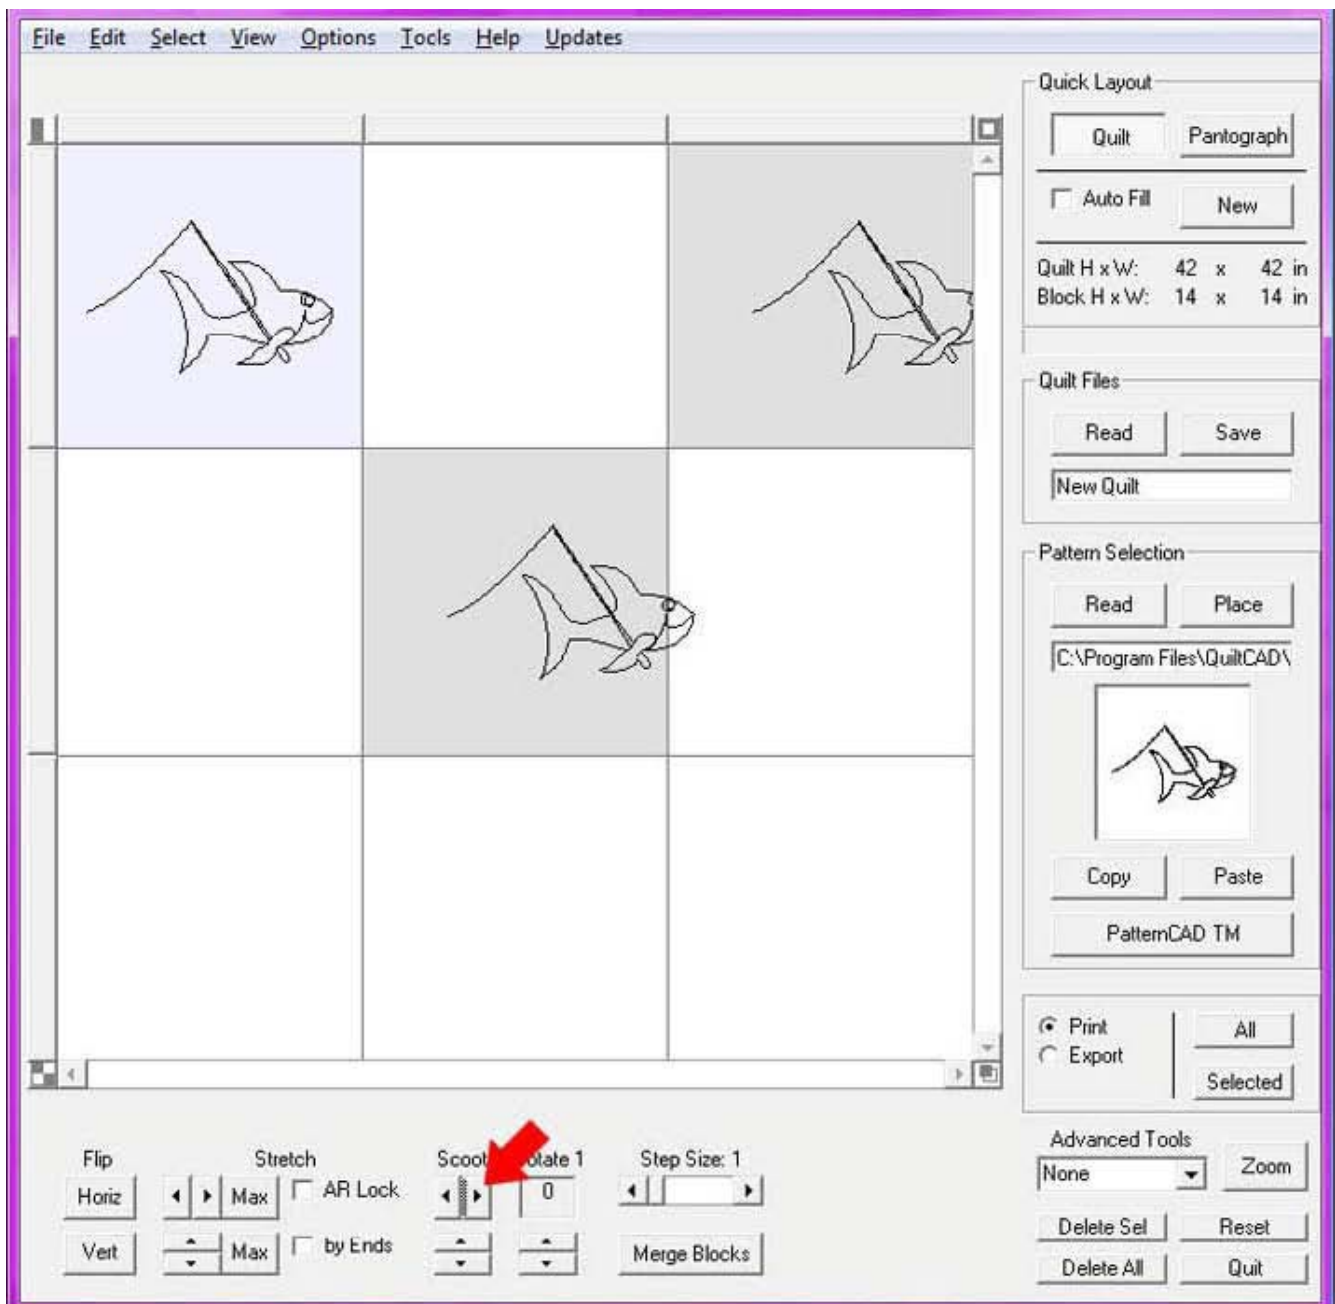 File Edit Select View Options Tools Help Updates
Quick Layout
Quilt Pantograph
Auto Fill New
Quilt H x W: 42 x 42 in
Block H x W: 14 x 14 in
Quilt Files
Read Save
New Quilt
Pattern Selection
Read Place
C:\Program Files\QuiltCAD\
Copy Paste
PatternCAD TM
Print All
Export
Selected
Flip Stretch Scoot 1 Step Size: 1
Horiz Max AR Lock 0
Vert Max by Ends Merge Blocks
Advanced Tools
None Zoom
Delete Sel Reset
Delete All Quit